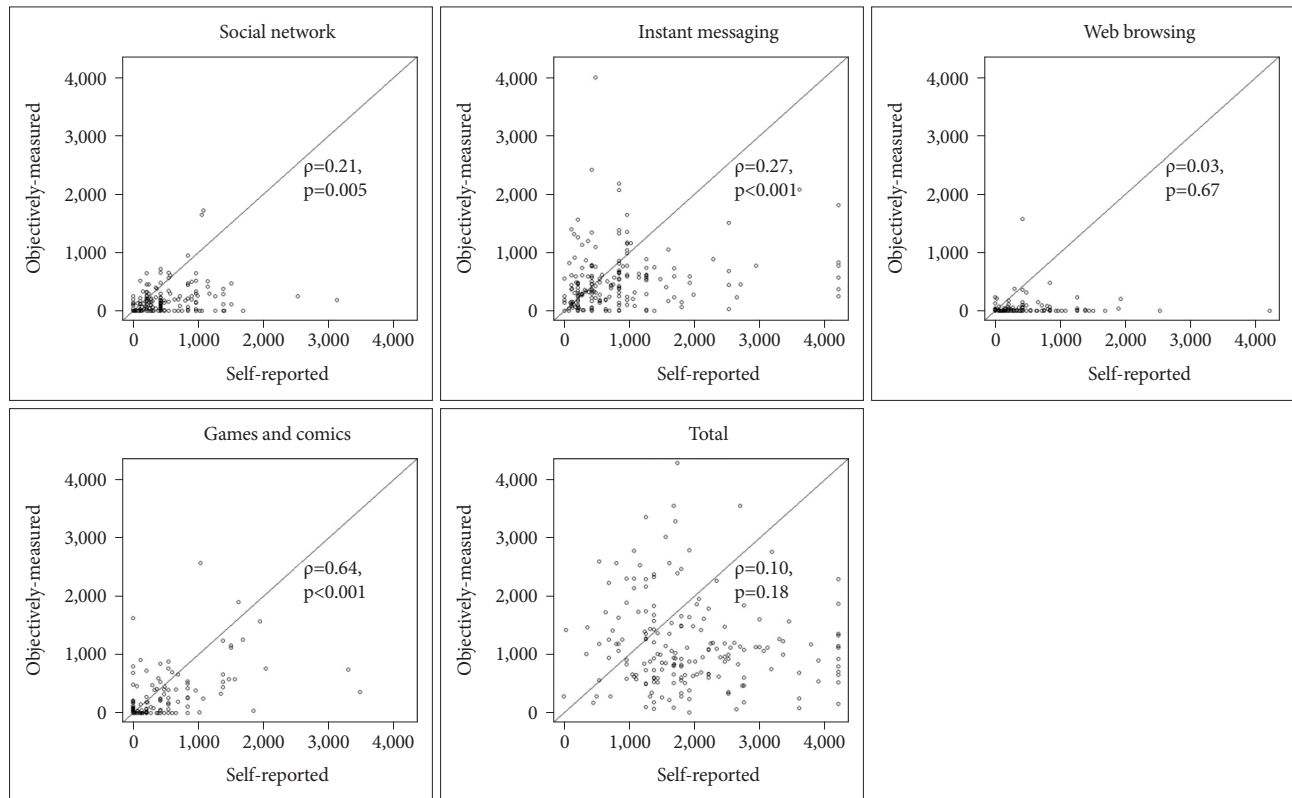 Social network
Objectively-measured
4,000
3,000
2,000
1,000
0
ρ=0.21,
p=0.005
0 1,000 2,000 3,000 4,000
Self-reported
Instant messaging
Objectively-measured
4,000
3,000
2,000
1,000
0
ρ=0.27,
p<0.001
0 1,000 2,000 3,000 4,000
Self-reported
Web browsing
Objectively-measured
4,000
3,000
2,000
1,000
0
ρ=0.03,
p=0.67
0 1,000 2,000 3,000 4,000
Self-reported
Games and comics
Objectively-measured
4,000
3,000
2,000
1,000
0
ρ=0.64,
p<0.001
0 1,000 2,000 3,000 4,000
Self-reported
Total
Objectively-measured
4,000
3,000
2,000
1,000
0
ρ=0.10,
p=0.18
0 1,000 2,000 3,000 4,000
Self-reported